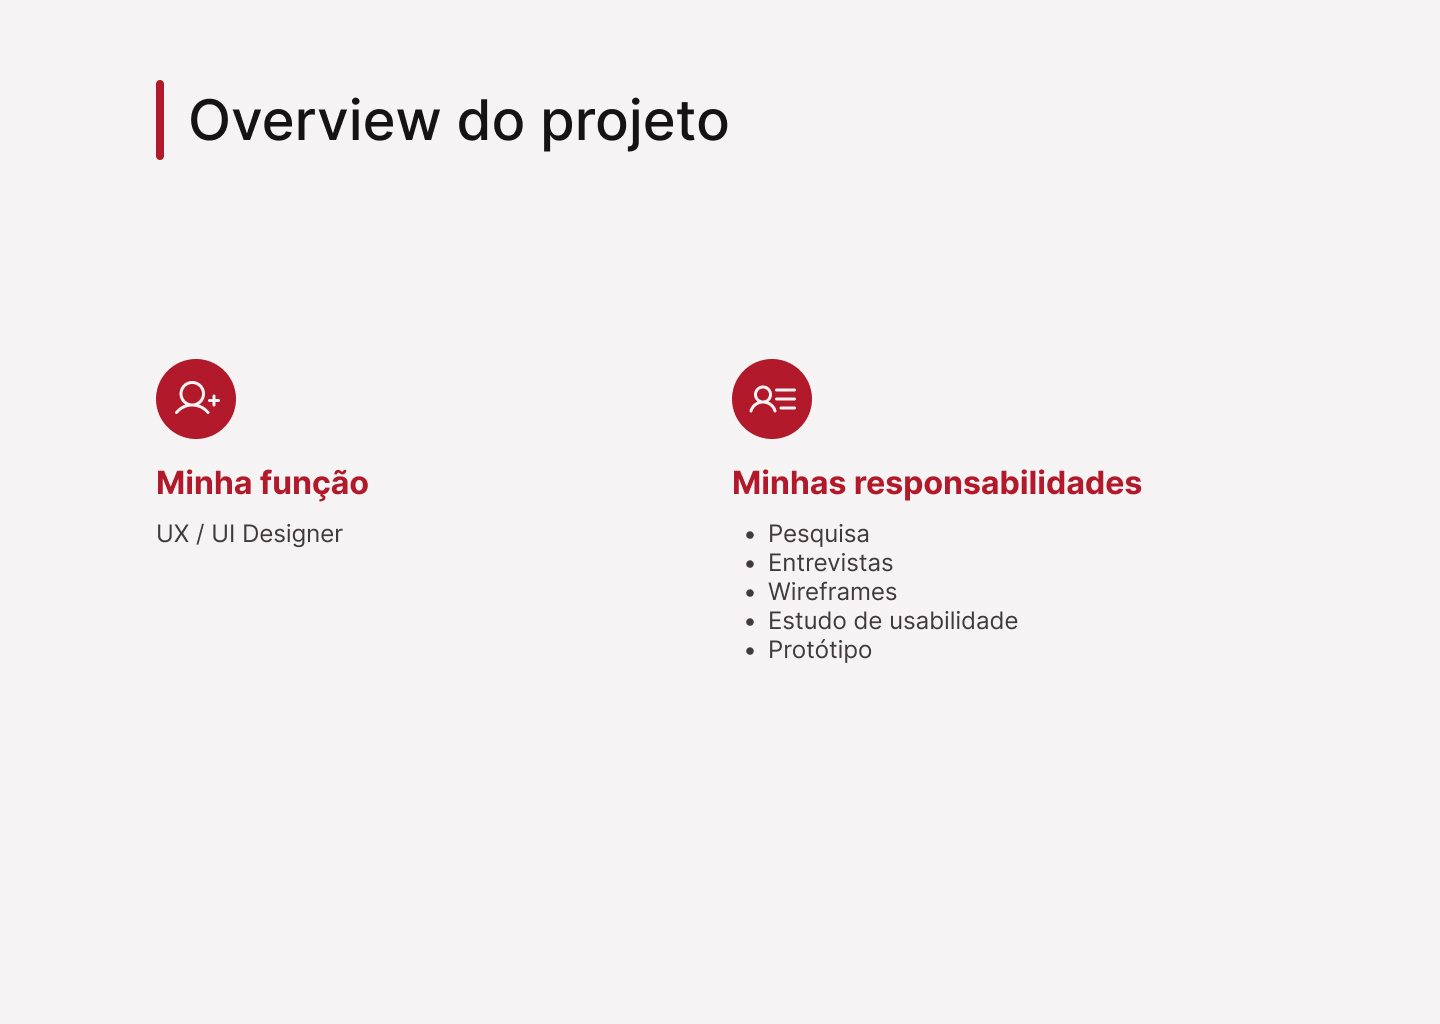 Overview do projeto
Minha função
UX / UI Designer
Minhas responsabilidades
• Pesquisa
• Entrevistas
• Wireframes
• Estudo de usabilidade
• Protótipo